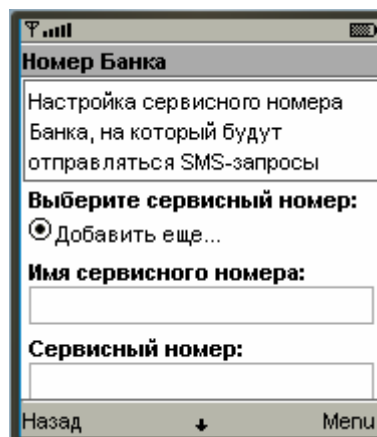 Номер Банка
Настройка сервисного номера
Банка, на который будут
отправляться SMS-запросы
Выберите сервисный номер:
Добавить еще...
Имя сервисного номера:
Сервисный номер:
Назад Menu